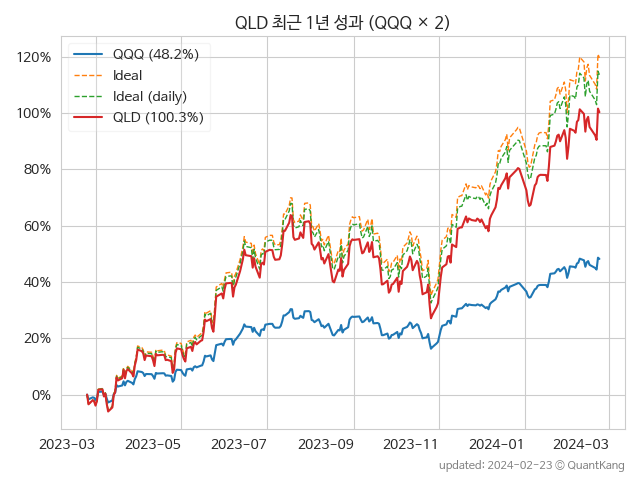 QLD 최근 1년 성과 (QQQ × 2)
QQQ (48.2%)
Ideal
Ideal (daily)
QLD (100.3%)
120%
100%
80%
60%
40%
20%
0%
2023-03 2023-05 2023-07 2023-09 2023-11 2024-01 2024-03
updated: 2024-02-23 © QuantKang